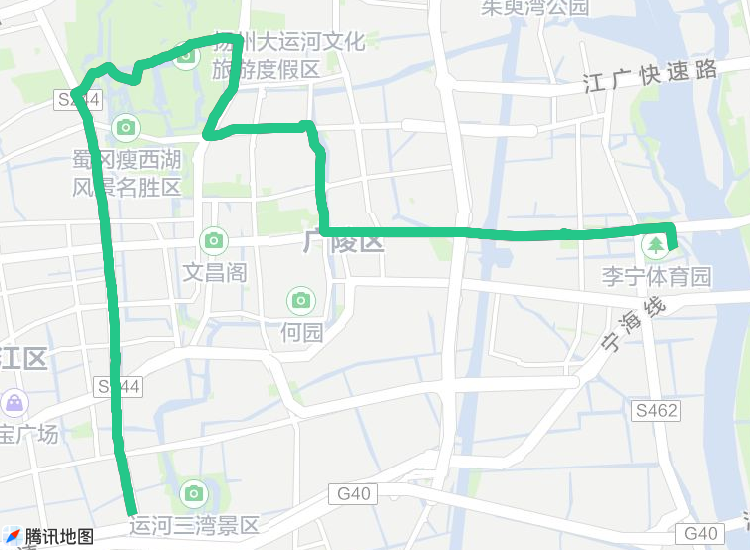 茱萸湾公园
扬州大运河文化
旅游度假区
江广快速路
S244
蜀冈瘦西湖
风景名胜区
广陵区
文昌阁
李宁体育园
何园
宁海线
江区
S244
S462
宝广场
G40
运河三湾景区
G40
腾讯地图